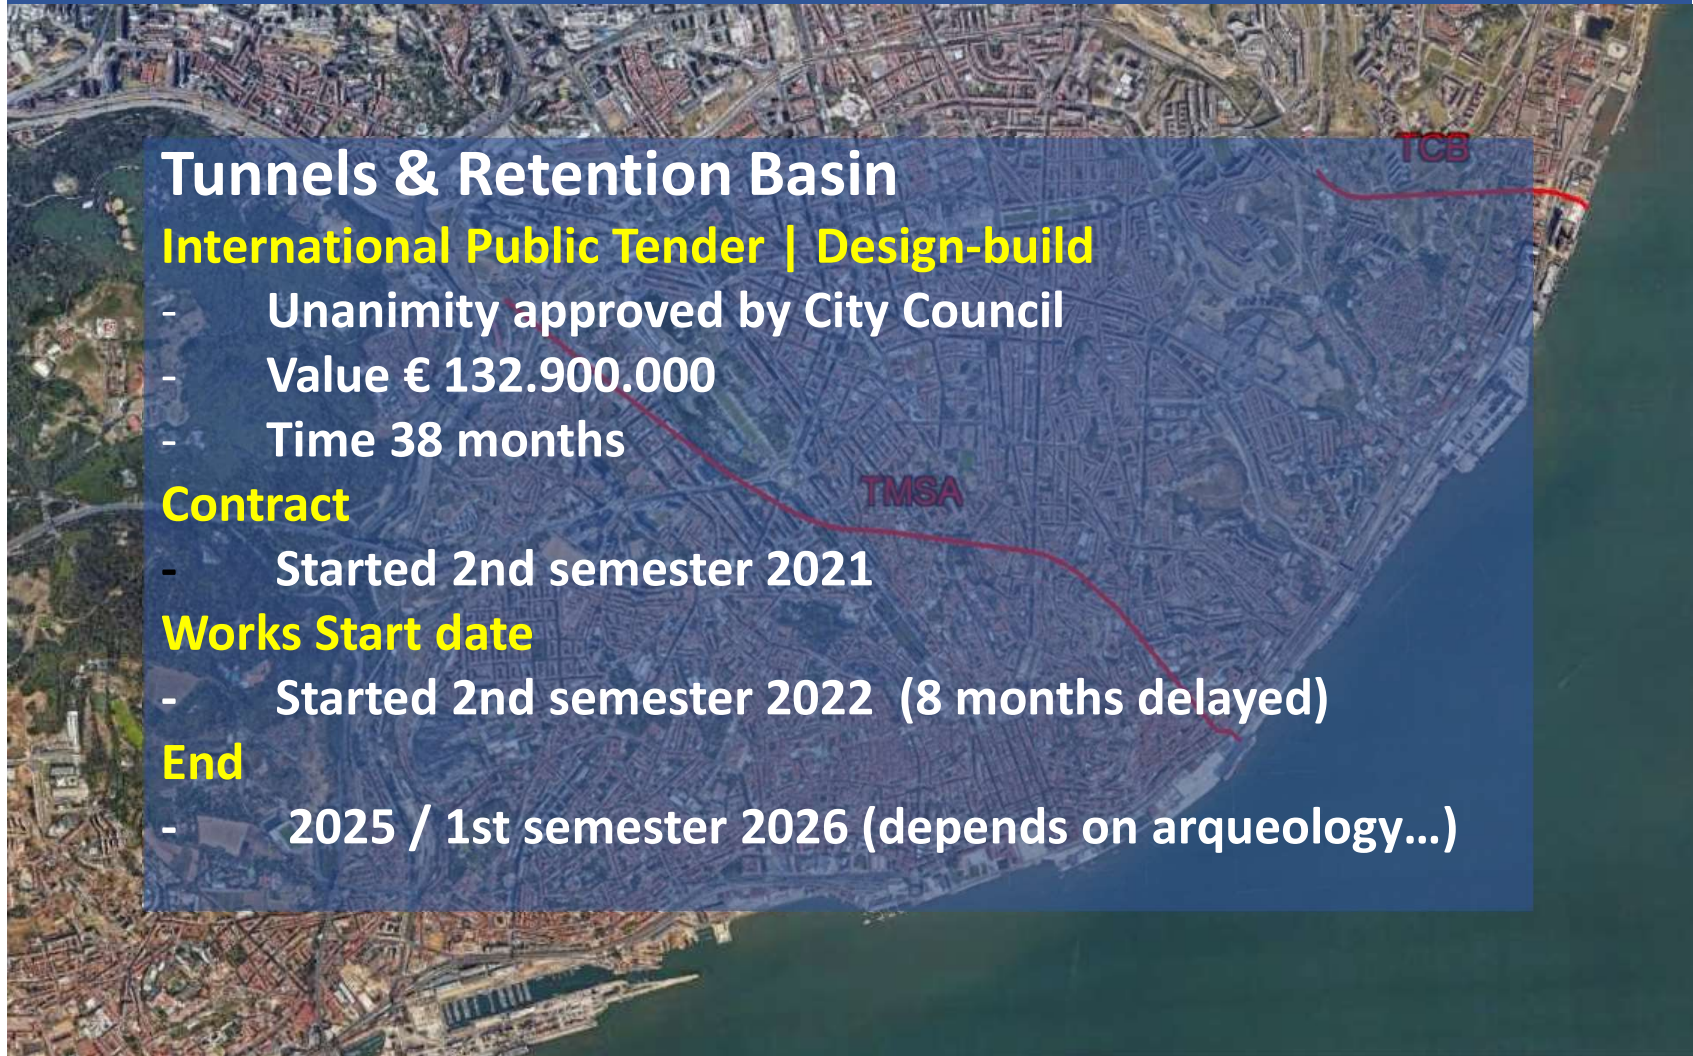 TCB
Tunnels & Retention Basin
International Public Tender | Design-build
- Unanimity approved by City Council
- Value € 132.900.000
- Time 38 months
Contract
TMSA
- Started 2nd semester 2021
Works Start date
- Started 2nd semester 2022 (8 months delayed)
End
- 2025 / 1st semester 2026 (depends on arqueology...)